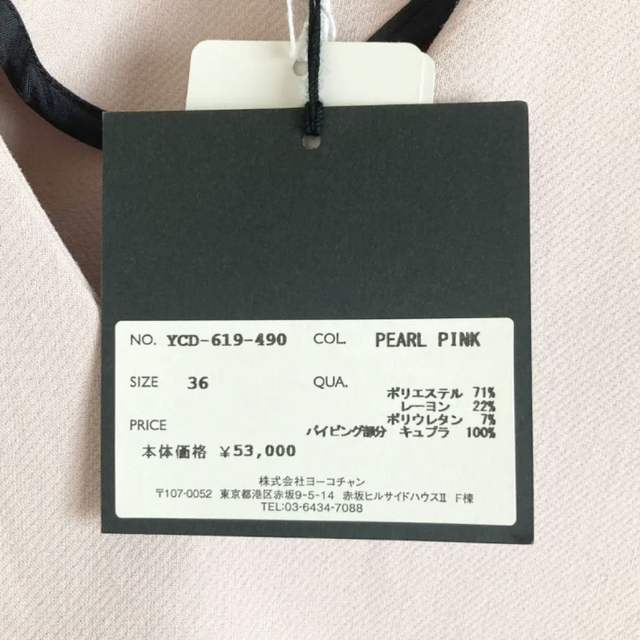 NO. YCD-619-490 COL. PEARL PINK
SIZE 36 QUA.
ポリエステル 71%
レーヨン 22%
ポリウレタン 7%
パイピング部分 キュプラ 100%
PRICE
本体価格 ¥53,000
株式会社ヨーコチャン
〒107-0052 東京都港区赤坂9-5-14 赤坂ヒルサイドハウスⅡ F棟
TEL:03-6434-7088